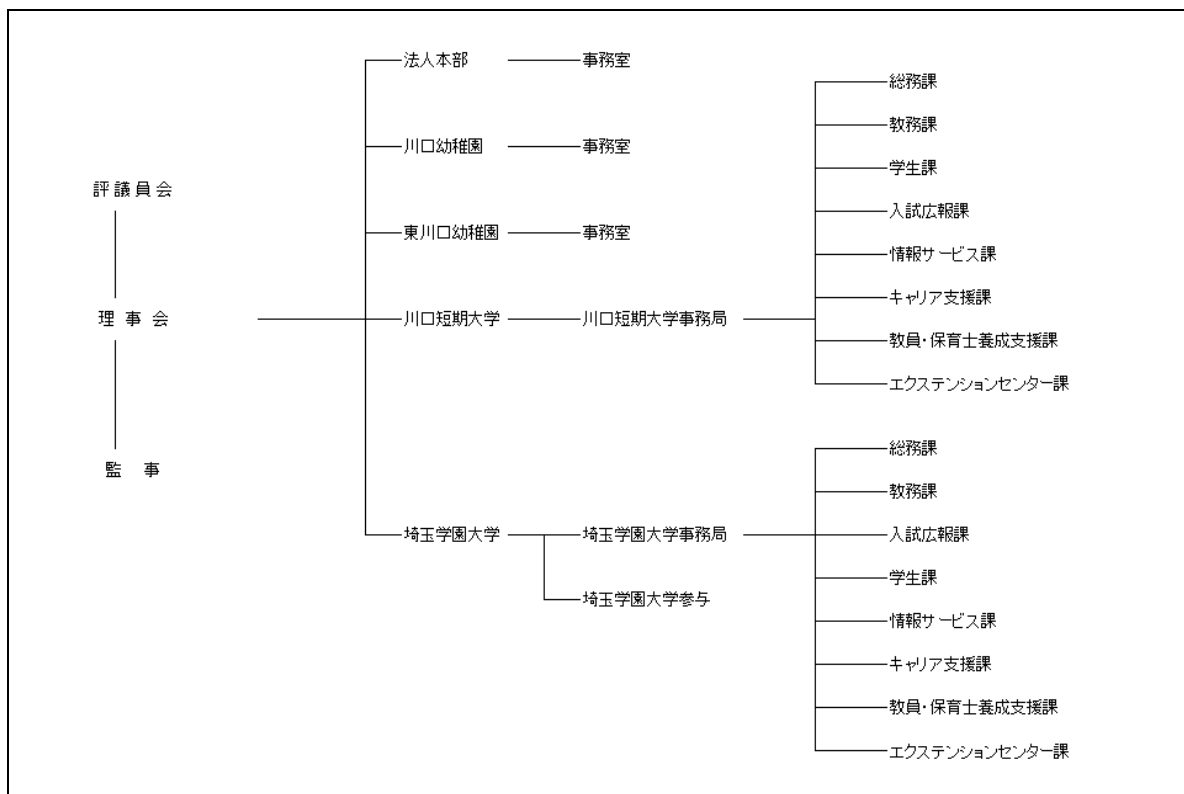 評議員会
理事会
監事
法人本部
事務室
川口幼稚園
事務室
東川口幼稚園
事務室
川口短期大学
川口短期大学事務局
総務課
教務課
学生課
入試広報課
情報サービス課
キャリア支援課
教員・保育士養成支援課
エクステンションセンター課
埼玉学園大学
埼玉学園大学事務局
埼玉学園大学参与
総務課
教務課
入試広報課
学生課
情報サービス課
キャリア支援課
教員・保育士養成支援課
エクステンションセンター課